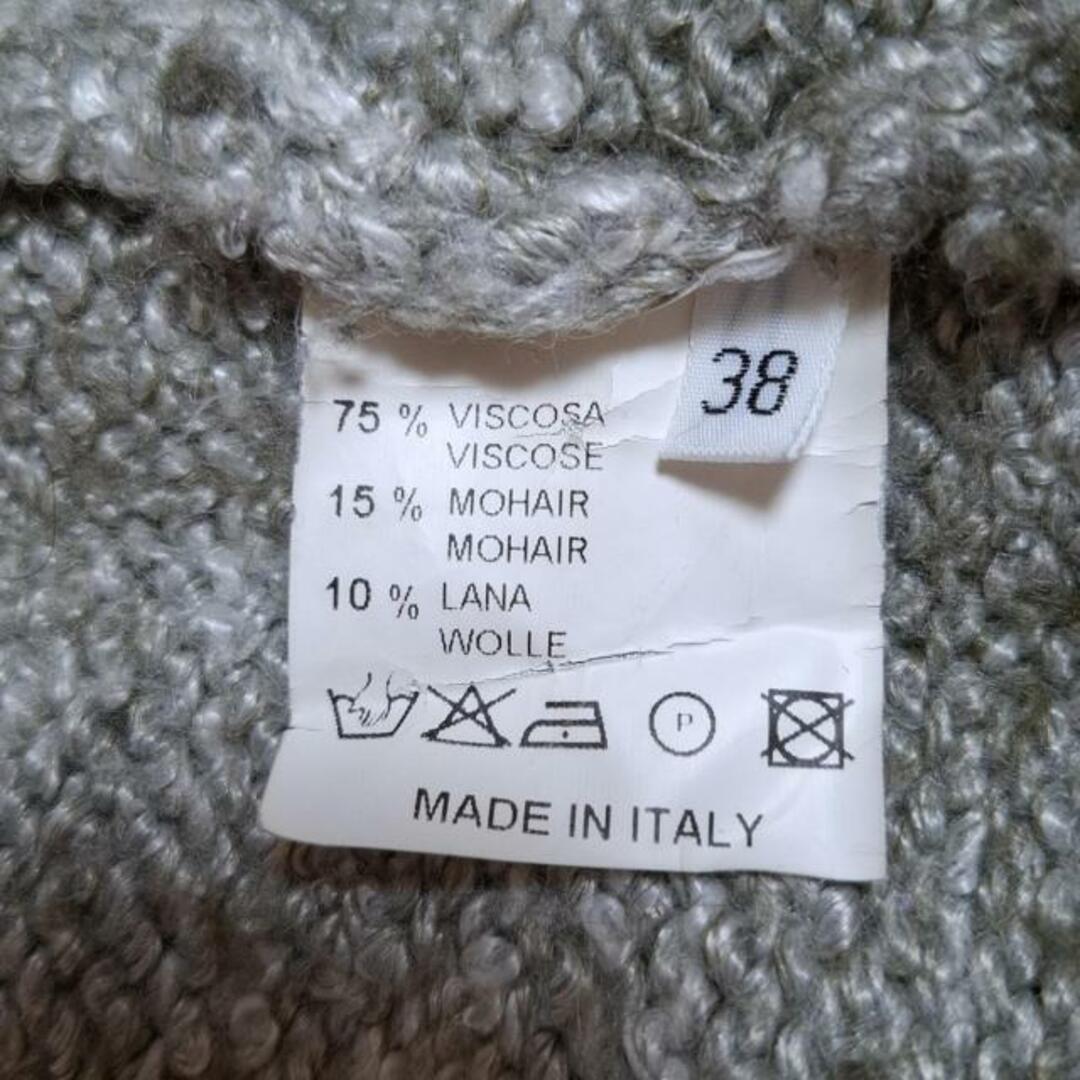 38
75 % VISCOSA
VISCOSE
15 % MOHAIR
MOHAIR
10 % LANA
WOLLE
P
MADE IN ITALY